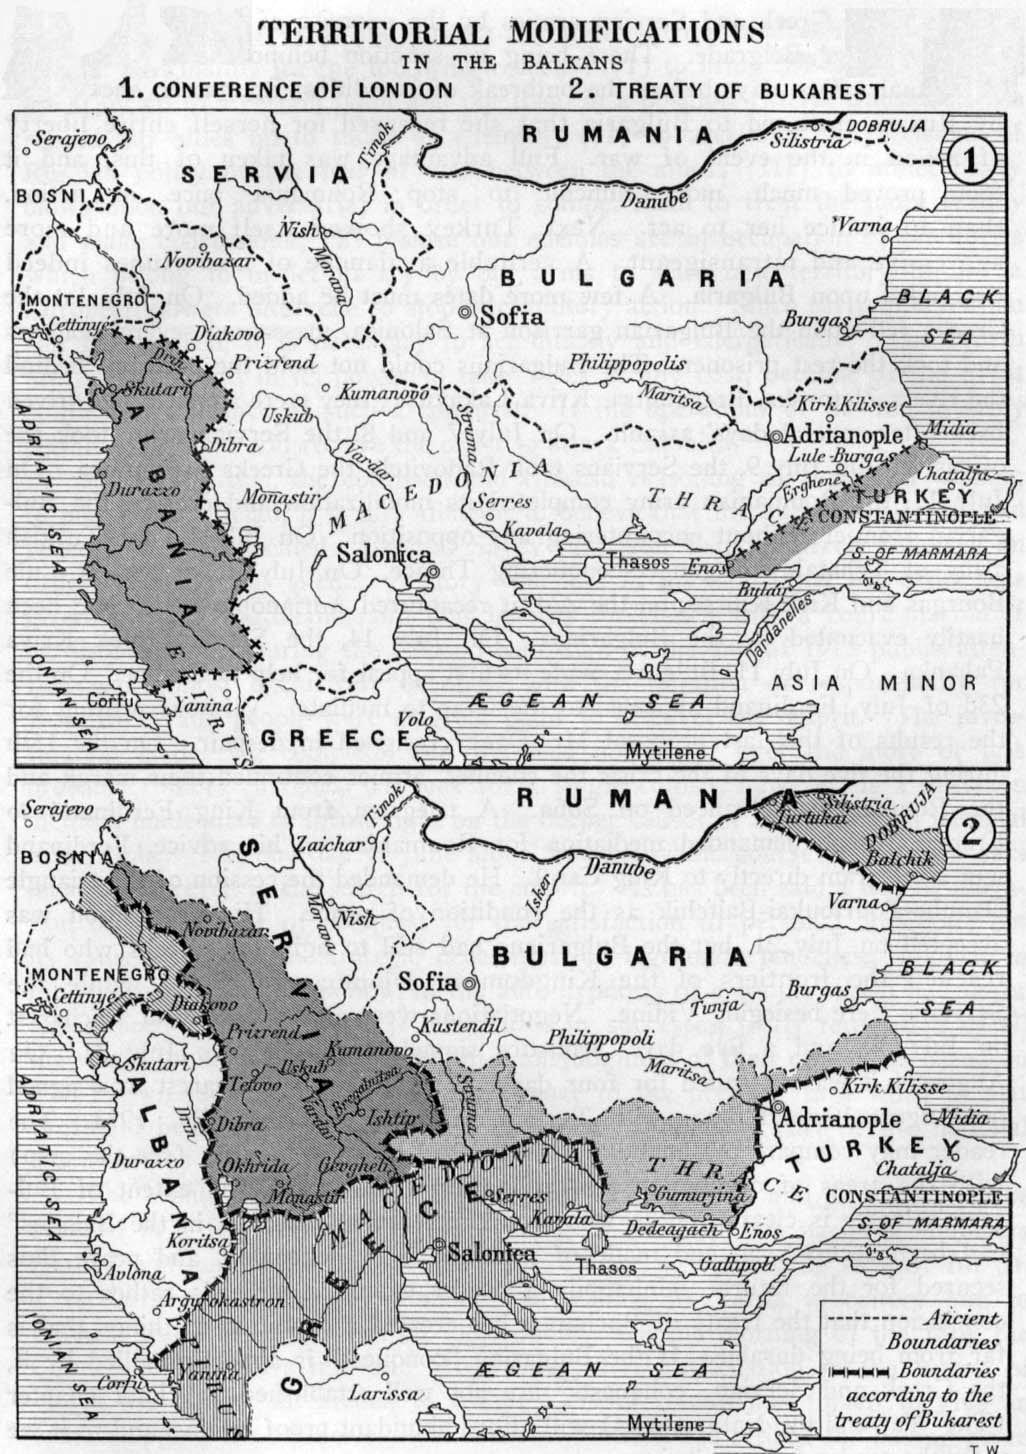 TERRITORIAL MODIFICATIONS
IN THE BALKANS
1. CONFERENCE OF LONDON 2. TREATY OF BUKAREST
1
Serajevo
BOSNIA
SERVIA
Timok
RUMANIA
Silistria
DOBRUJA
Danube
Varna
Nish
Morava
Novibazar
BULGARIA
MONTENEGRO
Cettinje
Diakovo
Sofia
Burgas
BLACK
SEA
Drin
Prizrend
Skutari
Philippopolis
Maritsa
Kumanovo
Uskub
Kirk Kilisse
Struma
Adrianople
Midia
ADRIATIC SEA
ALBANIA
Dibra
Vardar
Lule-Burgas
Chatalja
Durazzo
Monastir
MACEDONIA
Serres
THRACE
Erghene
TURKEY
CONSTANTINOPLE
Kavala
Salonica
Thasos
Enos
S. OF MARMARA
Bulair
Dardanelles
IONIAN SEA
Corfu
EPIRUS
Yanina
ASIA MINOR
ÆGEAN SEA
GREECE
Volo
Mytilene
2
Serajevo
BOSNIA
SERVIA
Zaichar
Timok
RUMANIA
Turtukai
Silistria
DOBRUJA
Baltchik
Danube
Isker
Varna
Morava
Nish
Novibazar
BULGARIA
MONTENEGRO
Cettinyé
Diakovo
Sofia
BLACK
SEA
Burgas
Tunja
Prizrend
Kustendil
Philippopoli
Maritsa
Skutari
Kumanovo
Uskub
Tetovo
Bregalnitsa
Ishtip
Struma
Kirk Kilisse
Adrianople
Midia
ADRIATIC SEA
ALBANIA
Drin
Dibra
Vardar
Durazzo
Okhrida
Gevgheli
MACEDONIA
THRACE
TURKEY
Chatalja
CONSTANTINOPLE
Monastir
Serres
Gumurjina
Kavala
Dedeagach
Enos
S. OF MARMARA
Koritsa
Salonica
Thasos
Gallipoli
Avlona
Argyrokastron
GREECE
IONIAN SEA
EPIRUS
Yanina
Corfu
ÆGEAN SEA
Larissa
Mytilene
Ancient
Boundaries
Boundaries
according to the
treaty of Bukarest
T.W.